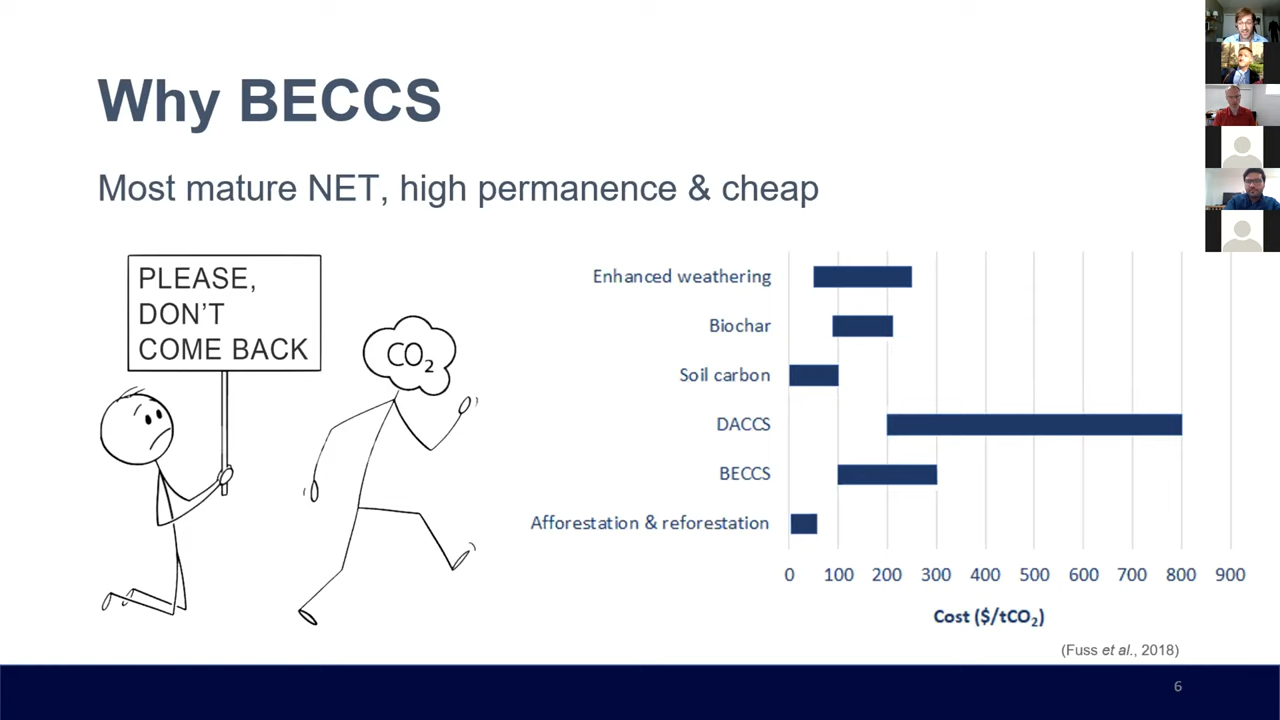 Why BECCS
Most mature NET, high permanence & cheap
PLEASE,
DON'T
COME BACK
CO₂
Enhanced weathering
Biochar
Soil carbon
DACCS
BECCS
Afforestation & reforestation
0 100 200 300 400 500 600 700 800 900
Cost ($/tCO₂)
(Fuss et al., 2018)
6